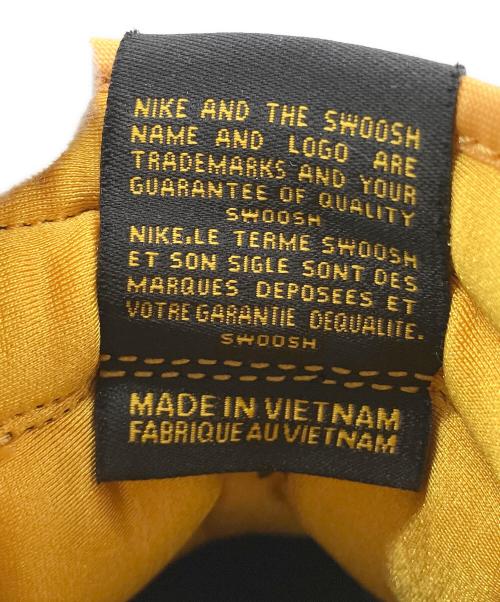 NIKE AND THE SWOOSH
NAME AND LOGO ARE
TRADEMARKS AND YOUR
GUARANTEE OF QUALITY
SWOOSH
NIKE,LE TERME SWOOSH
ET SON SIGLE SONT DES
MARQUES DEPOSEES ET
VOTRE GARANTIE DEQUALITE.
SWOOSH
MADE IN VIETNAM
FABRIQUE AU VIETNAM